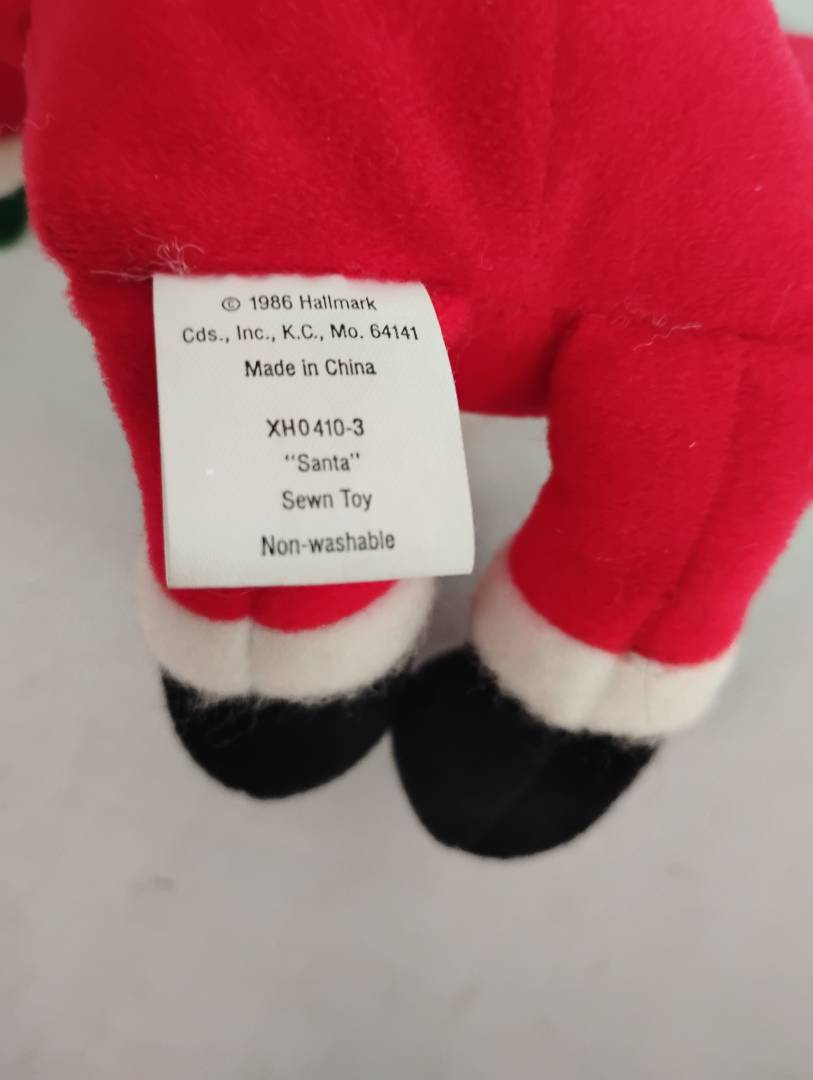 © 1986 Hallmark
Cds., Inc., K.C., Mo. 64141
Made in China
XH0410-3
"Santa"
Sewn Toy
Non-washable